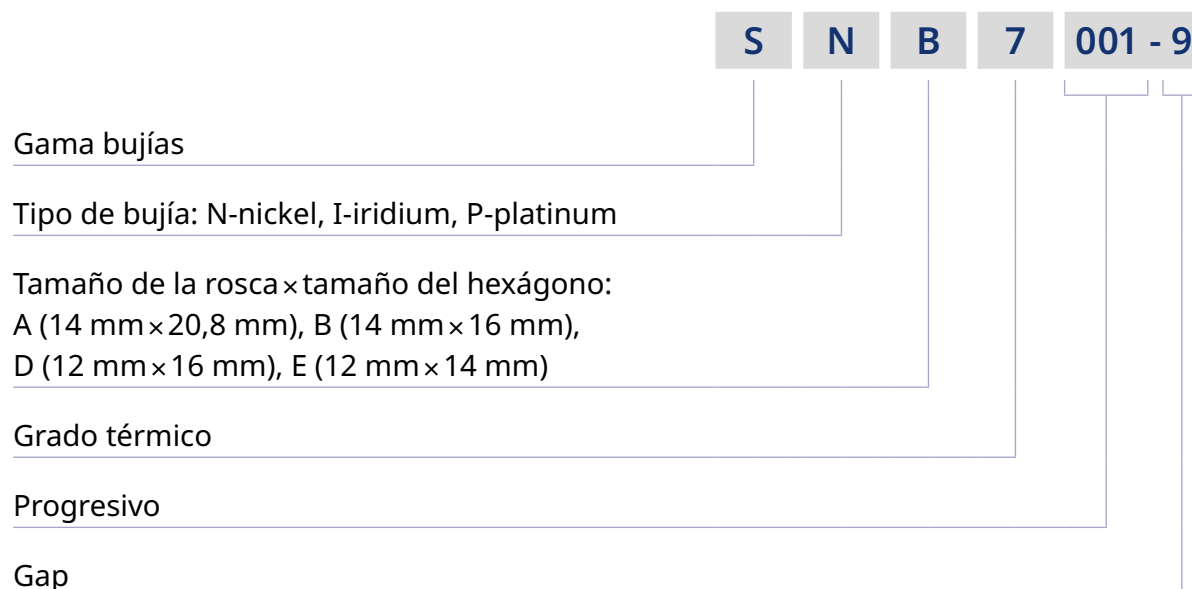 S N B 7 001 - 9
Gama bujías
Tipo de bujía: N-nickel, I-iridium, P-platinum
Tamaño de la rosca×tamaño del hexágono:
A (14 mm×20,8 mm), B (14 mm×16 mm),
D (12 mm×16 mm), E (12 mm×14 mm)
Grado térmico
Progresivo
Gap